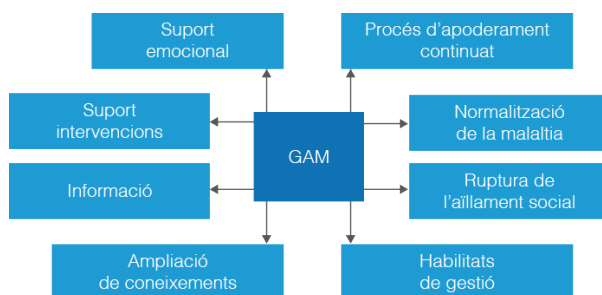 Suport
emocional
Procés d'apoderament
continuat
Suport
intervencions
Normalització
de la malaltia
GAM
Informació
Ruptura de
l'aïllament social
Ampliació
de coneixements
Habilitats
de gestió